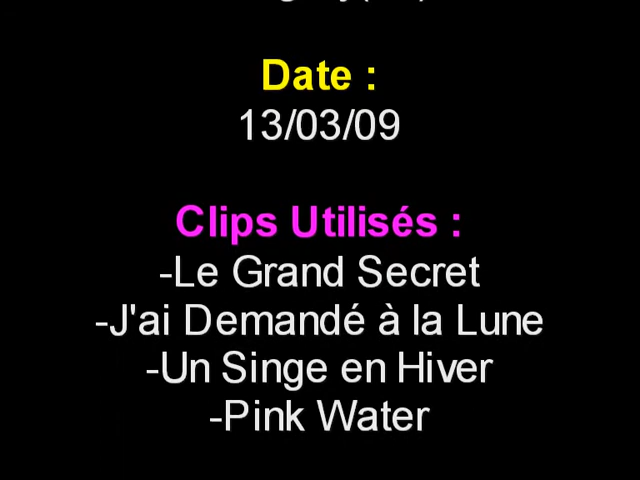 Date :
13/03/09
Clips Utilisés :
-Le Grand Secret
-J'ai Demandé à la Lune
-Un Singe en Hiver
-Pink Water